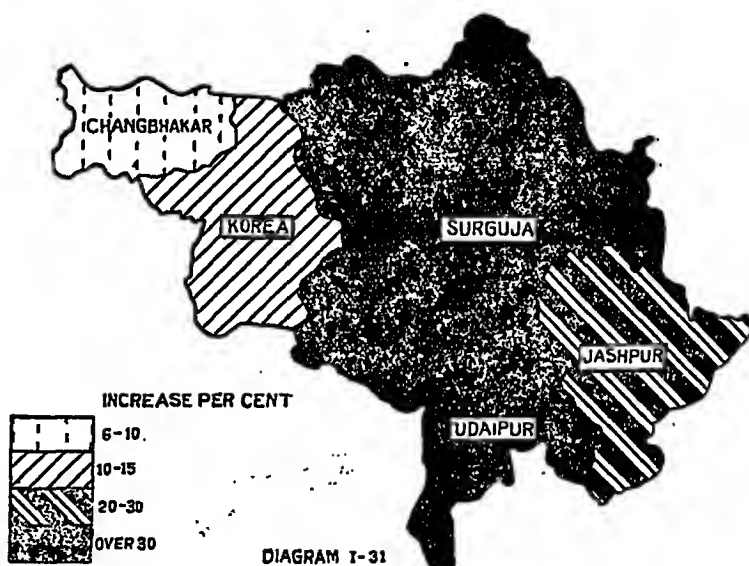 CHANGBHAKAR
KOREA
SURGUJA
JASHPUR
UDAIPUR
INCREASE PER CENT
6-10.
10-15
20-30
OVER 30
DIAGRAM I-31